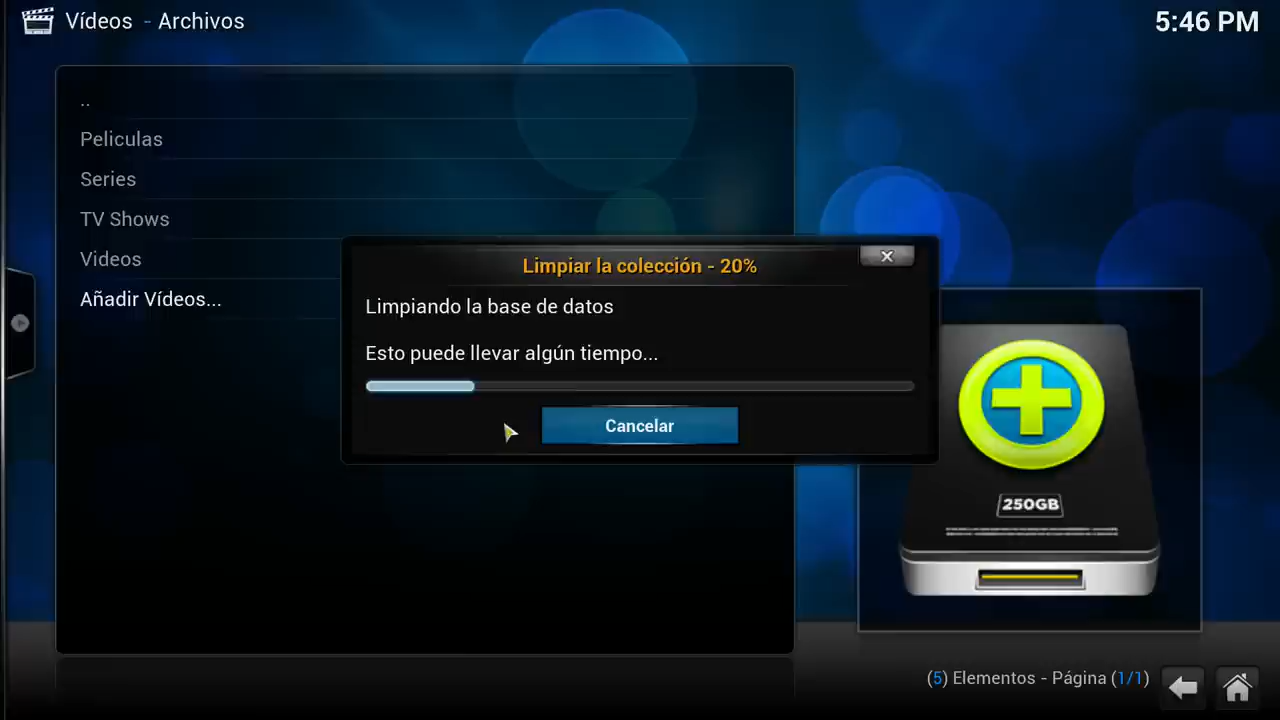 Vídeos - Archivos
5:46 PM
..
Peliculas
Series
TV Shows
Videos
Añadir Vídeos...
Limpiar la colección - 20%
Limpiando la base de datos
Esto puede llevar algún tiempo...
Cancelar
250GB
(5) Elementos - Página (1/1)